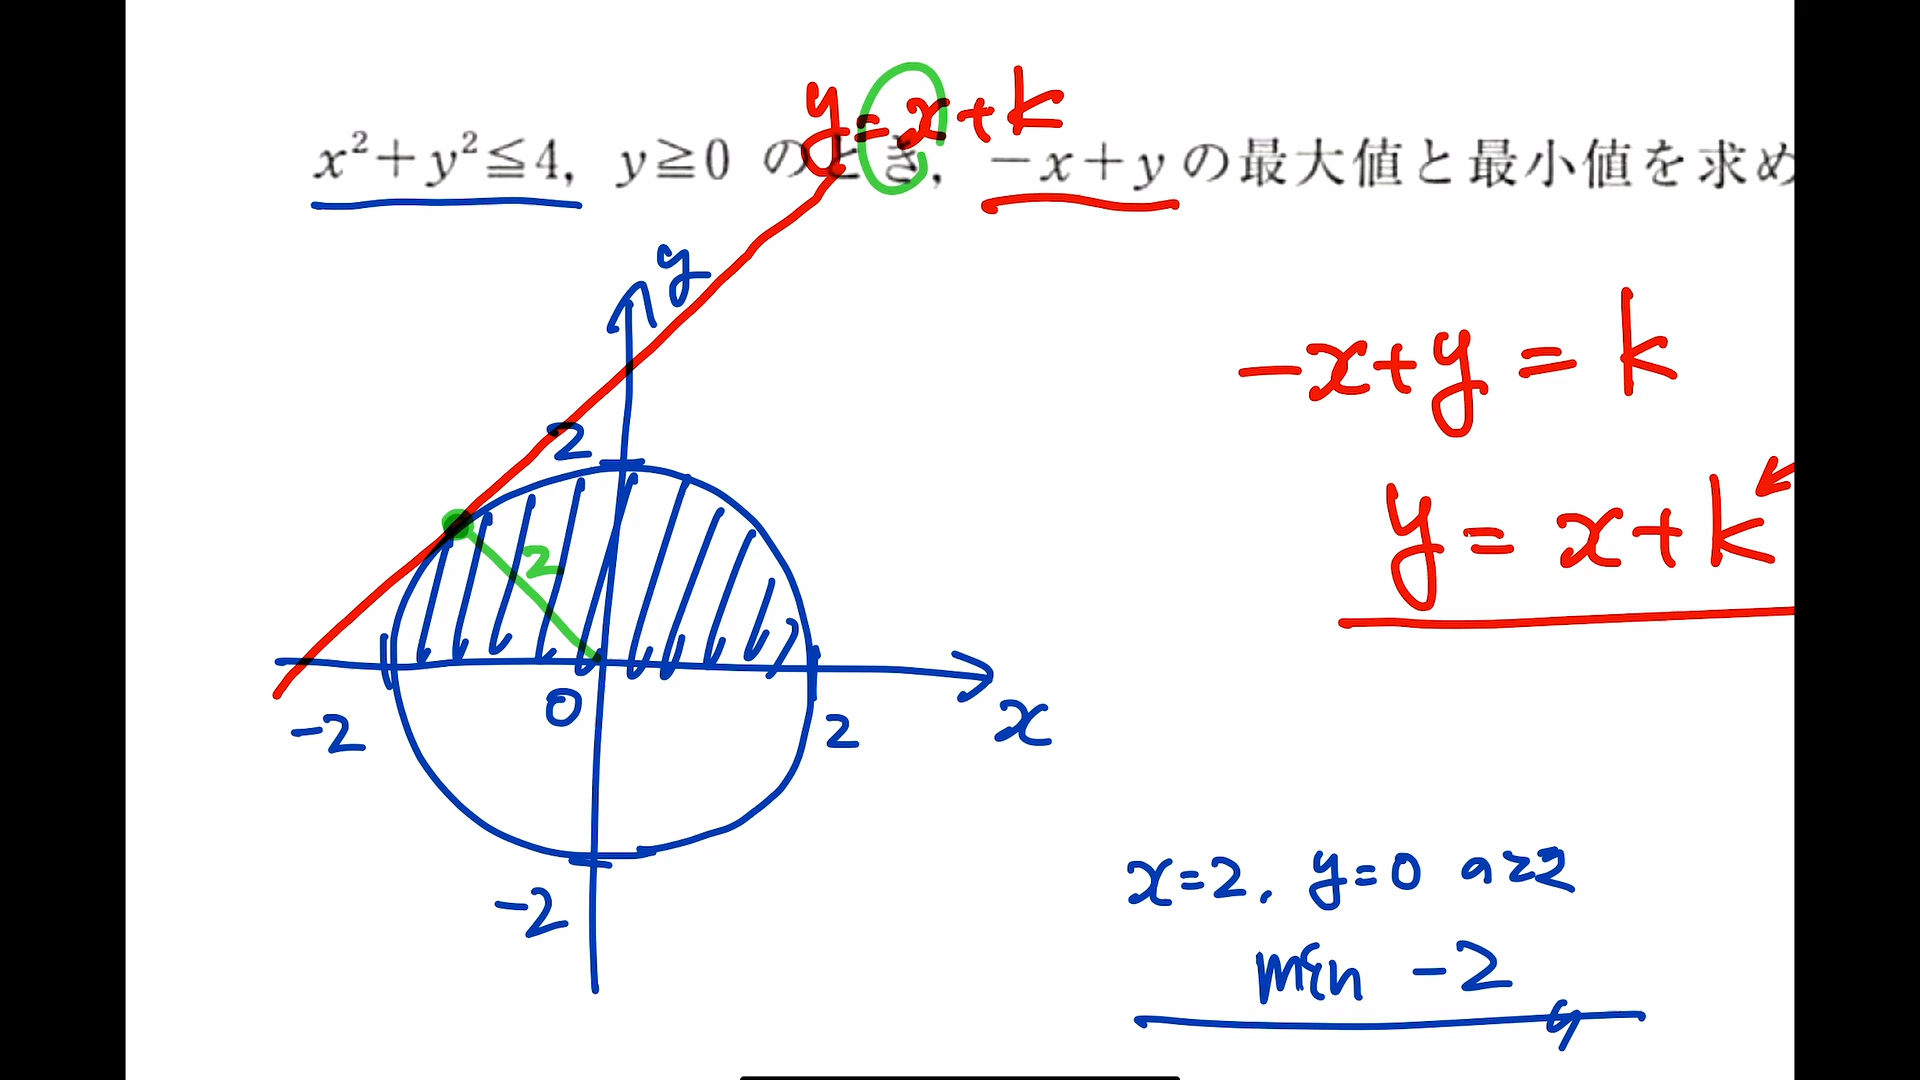 y=x+k
x²+y²≦4, y≧0 のとき, −x+yの最大値と最小値を求め
y
−x+y=k
2
y=x+k
2
0
-2
2
x
x=2, y=0 のとき
-2
min -2